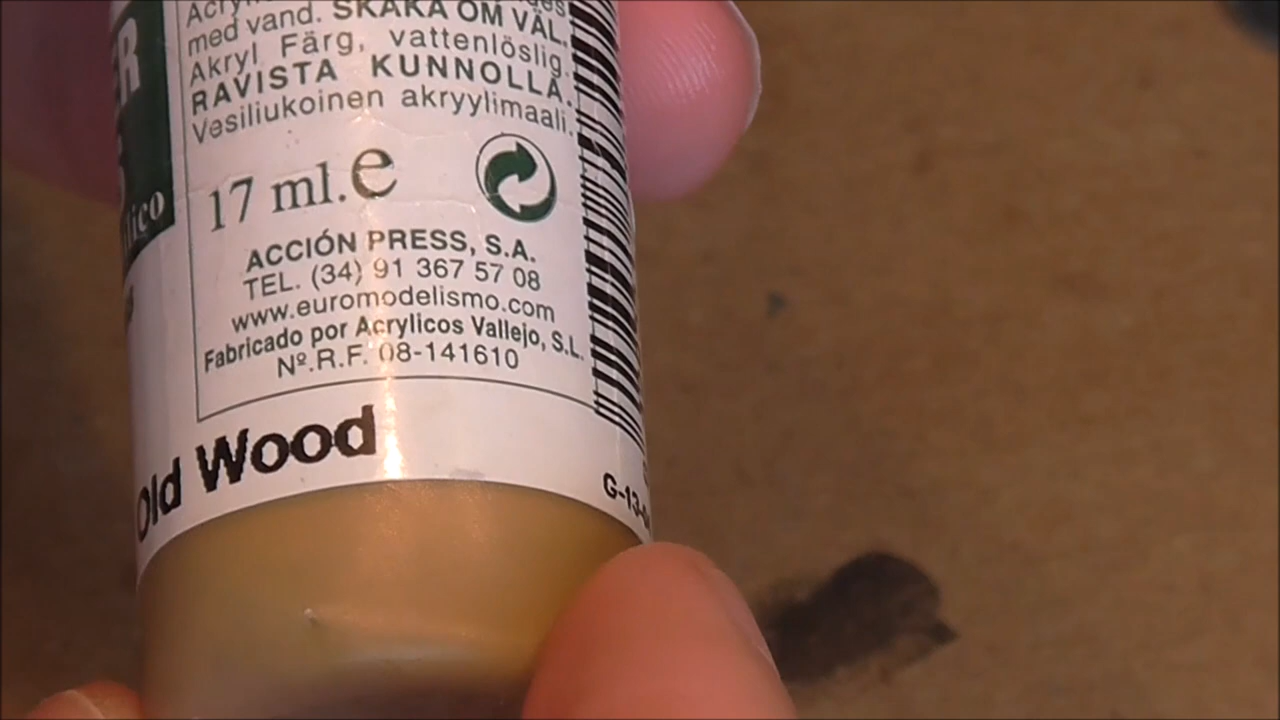 med vand. SKAKA OM VÄL.
Akryl Färg, vattenlöslig.
RAVISTA KUNNOLLA.
Vesiliukoinen akryylimaali.
17 ml. e
ACCIÓN PRESS, S.A.
TEL. (34) 91 367 57 08
www.euromodelismo.com
Fabricado por Acrylicos Vallejo, S.L.
Nº.R.F. 08-141610
Old Wood